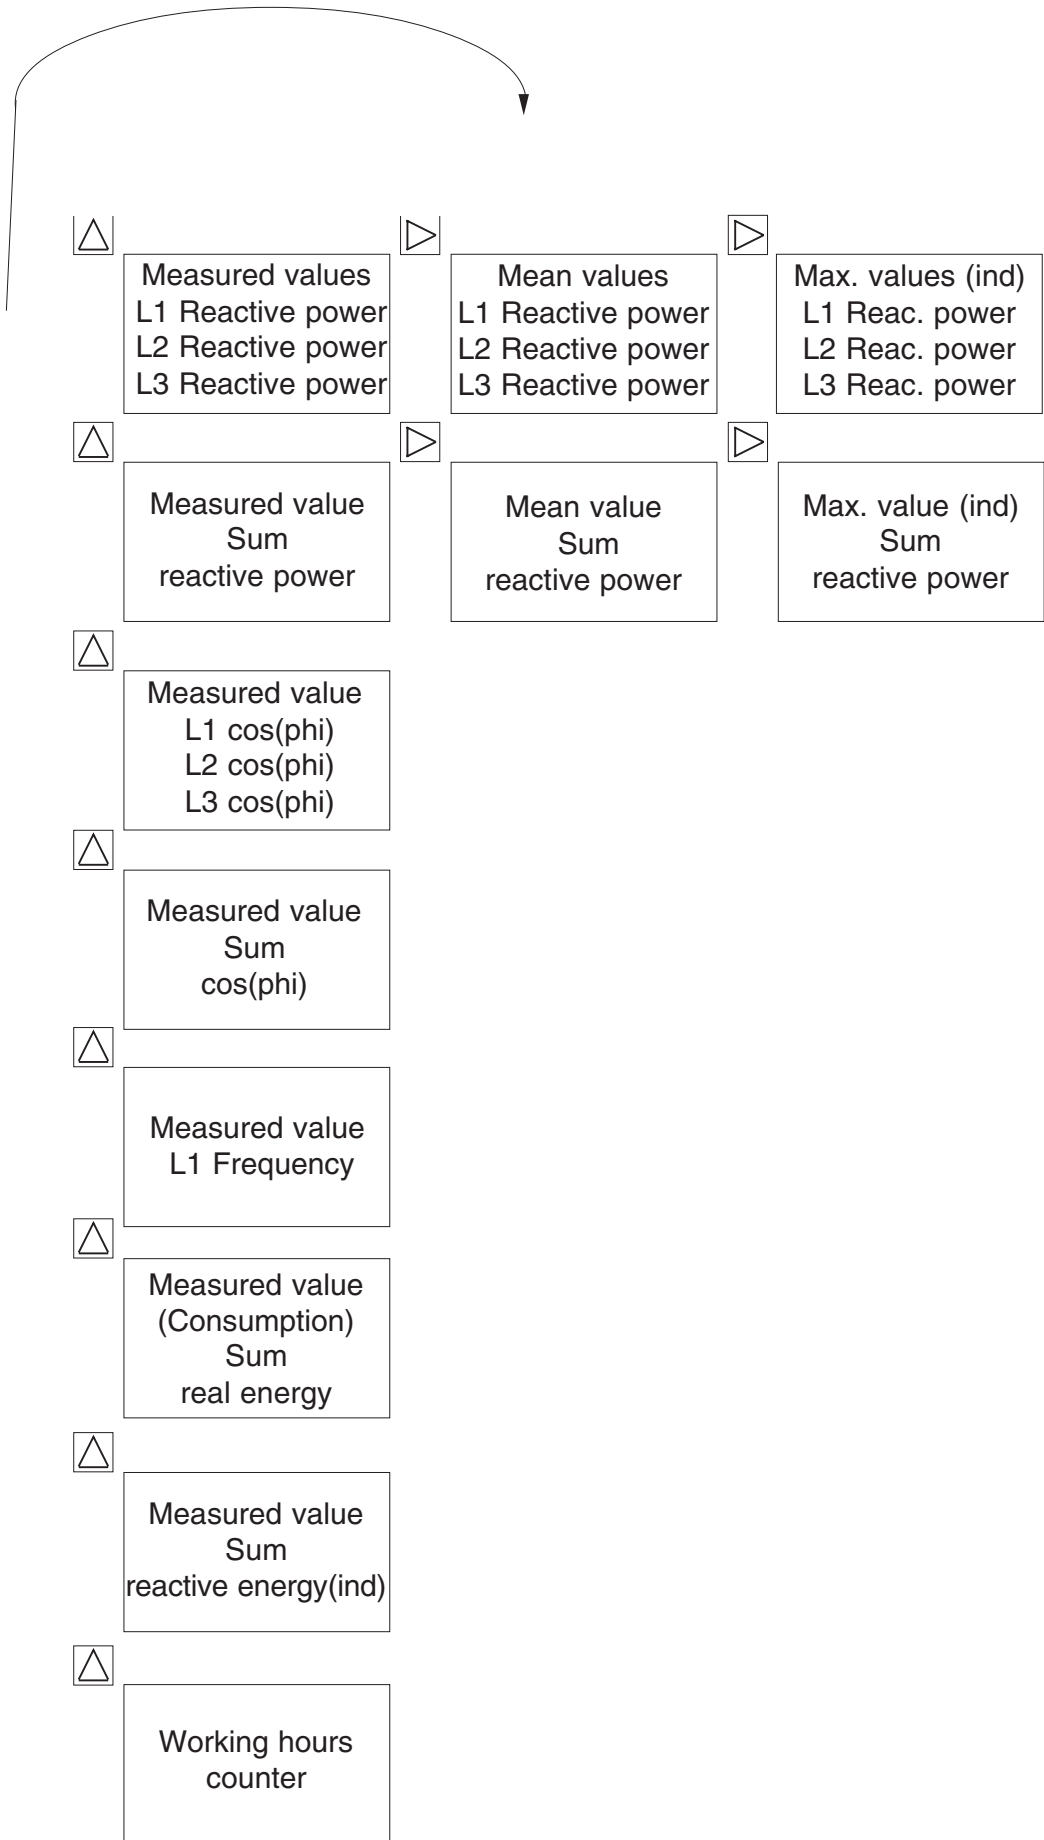 Measured values
L1 Reactive power
L2 Reactive power
L3 Reactive power
Mean values
L1 Reactive power
L2 Reactive power
L3 Reactive power
Max. values (ind)
L1 Reac. power
L2 Reac. power
L3 Reac. power
Measured value
Sum
reactive power
Mean value
Sum
reactive power
Max. value (ind)
Sum
reactive power
Measured value
L1 cos(phi)
L2 cos(phi)
L3 cos(phi)
Measured value
Sum
cos(phi)
Measured value
L1 Frequency
Measured value
(Consumption)
Sum
real energy
Measured value
Sum
reactive energy(ind)
Working hours
counter